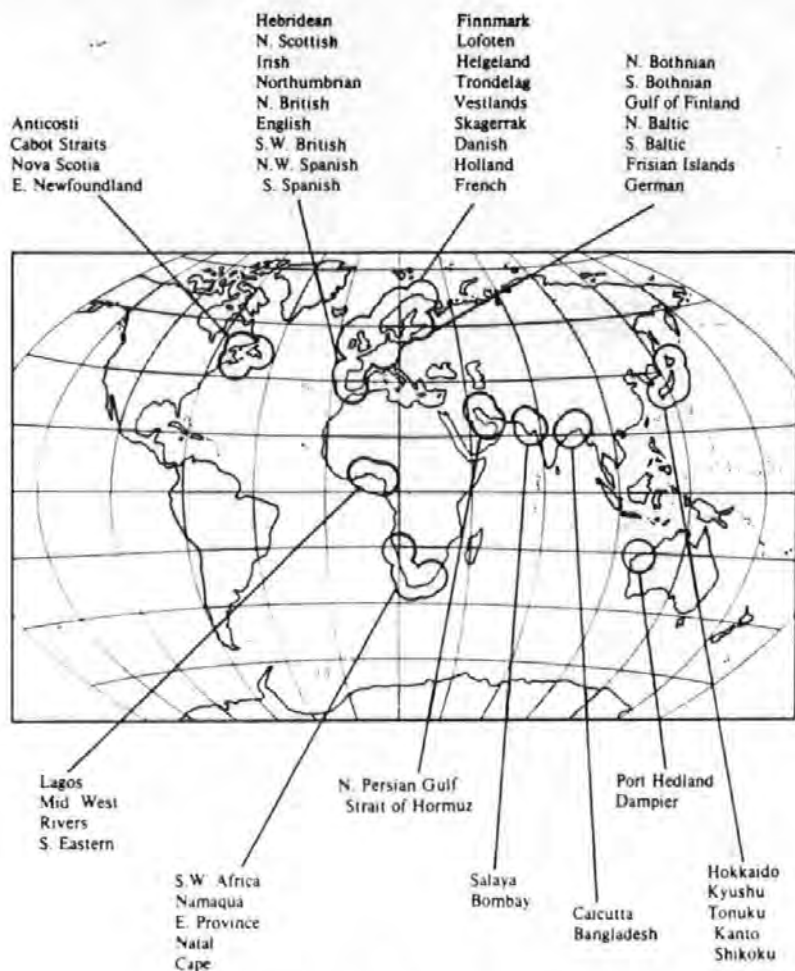 Anticosti
Cabot Straits
Nova Scotia
E. Newfoundland
Hebridean
N. Scottish
Irish
Northumbrian
N. British
English
S.W. British
N.W. Spanish
S. Spanish
Finnmark
Lofoten
Helgeland
Trondelag
Vestlands
Skagerrak
Danish
Holland
French
N. Bothnian
S. Bothnian
Gulf of Finland
N. Baltic
S. Baltic
Frisian Islands
German
Lagos
Mid West
Rivers
S. Eastern
S.W. Africa
Namaqua
E. Province
Natal
Cape
N. Persian Gulf
Strait of Hormuz
Salaya
Bombay
Calcutta
Bangladesh
Port Hedland
Dampier
Hokkaido
Kyushu
Tonuku
Kanto
Shikoku